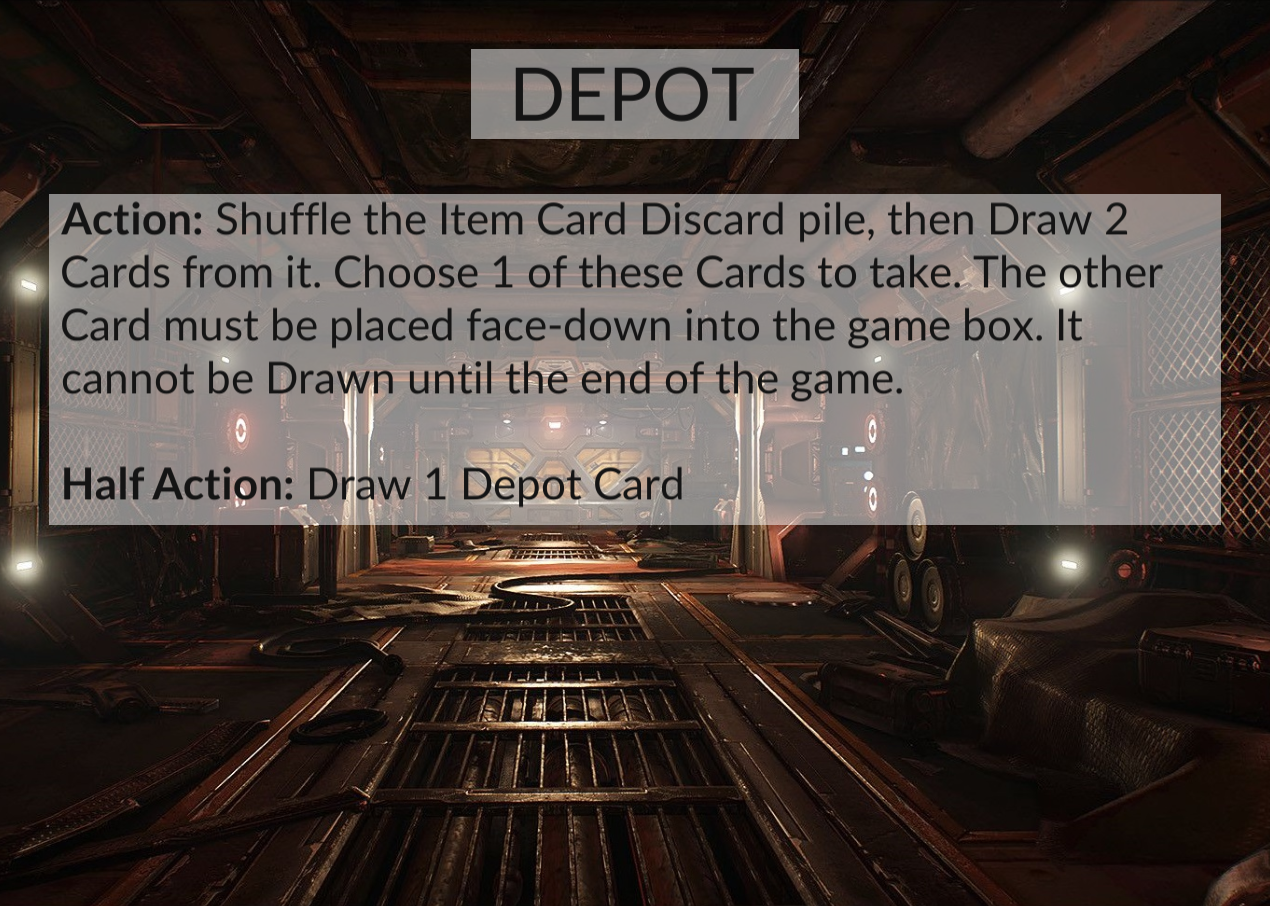 DEPOT
Action: Shuffle the Item Card Discard pile, then Draw 2
Cards from it. Choose 1 of these Cards to take. The other
Card must be placed face-down into the game box. It
cannot be Drawn until the end of the game.
Half Action: Draw 1 Depot Card